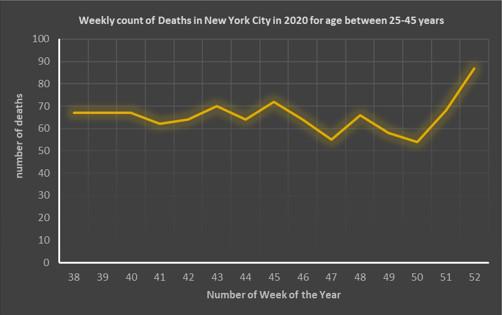 Weekly count of Deaths in New York City in 2020 for age between 25-45 years
100
90
80
70
60
50
40
30
20
10
0
number of deaths
38 39 40 41 42 43 44 45 46 47 48 49 50 51 52
Number of Week of the Year